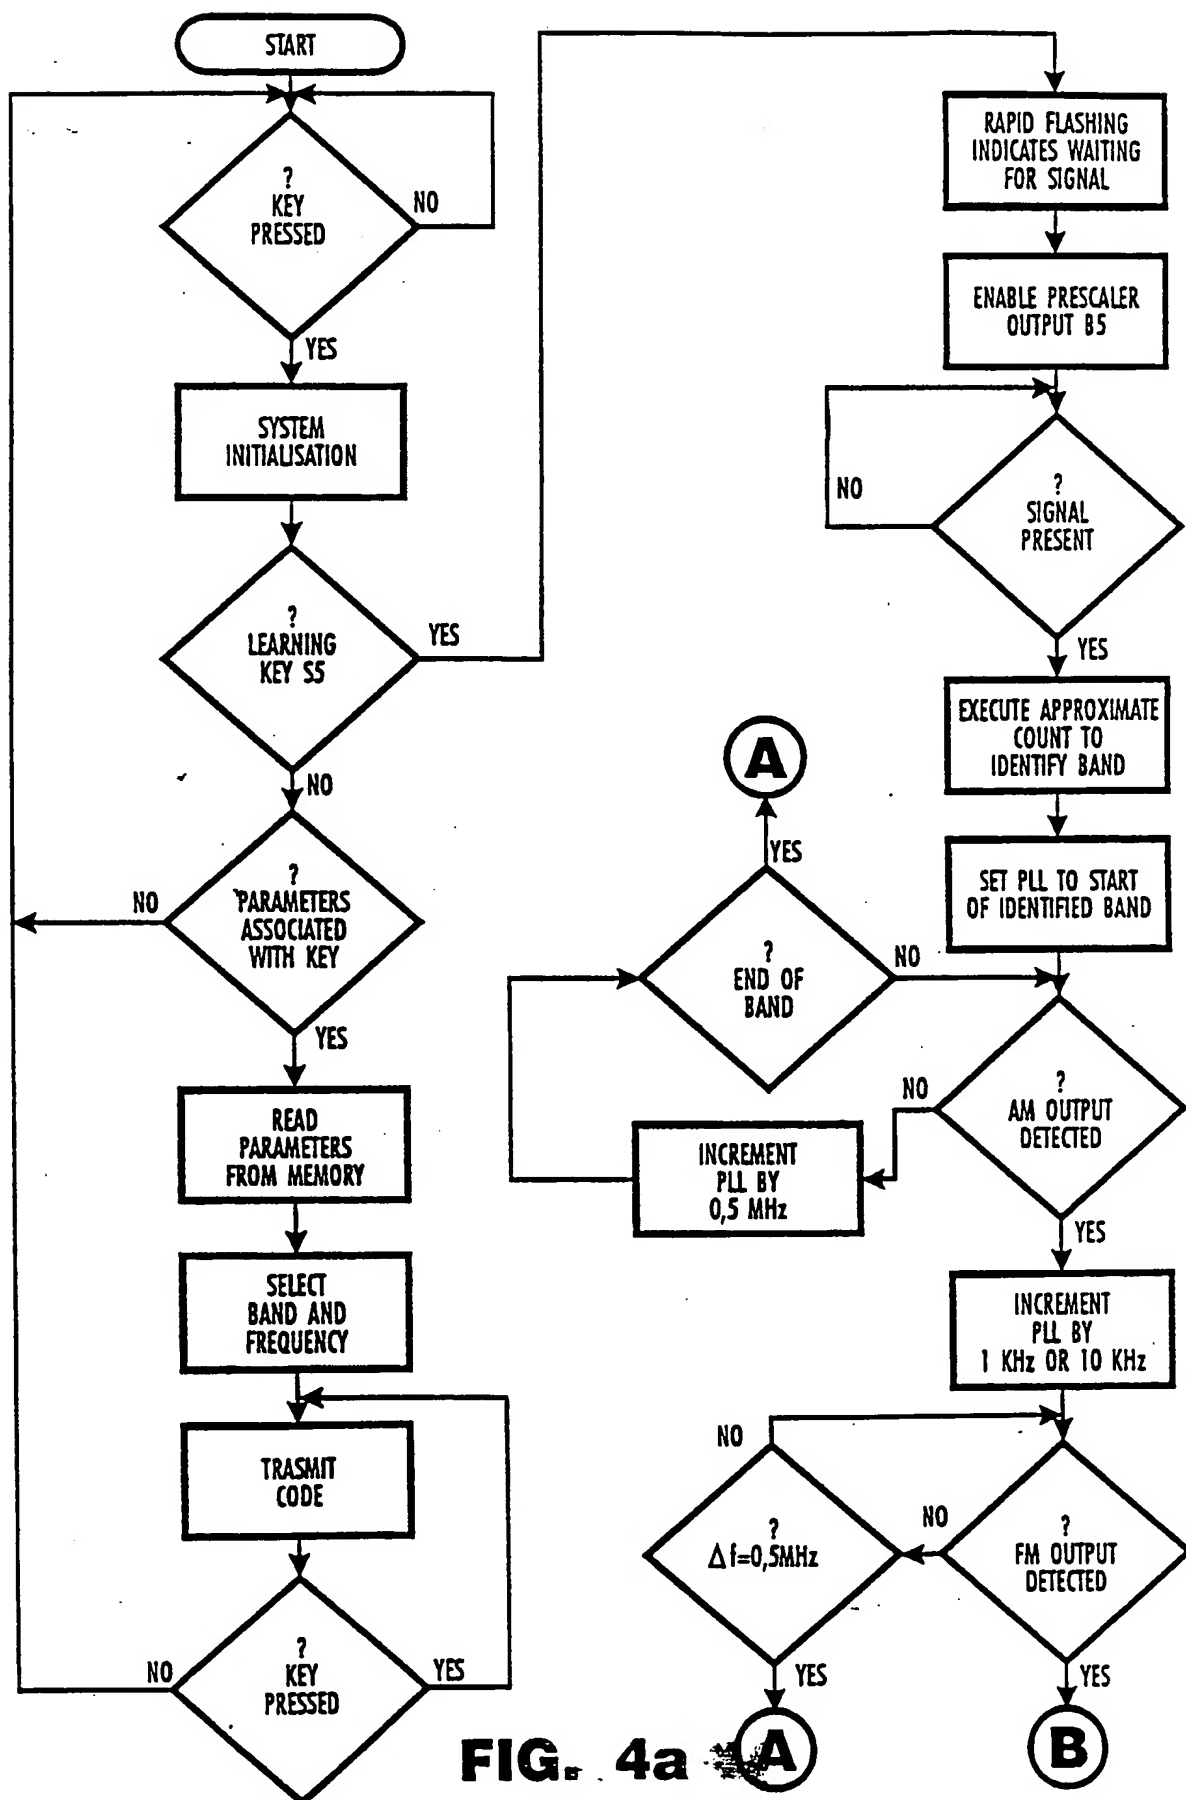 START
?
KEY
PRESSED
NO
YES
SYSTEM
INITIALISATION
?
LEARNING
KEY S5
YES
NO
?
PARAMETERS
ASSOCIATED
WITH KEY
NO
YES
READ
PARAMETERS
FROM MEMORY
SELECT
BAND AND
FREQUENCY
TRASMIT
CODE
?
KEY
PRESSED
NO
YES
RAPID FLASHING
INDICATES WAITING
FOR SIGNAL
ENABLE PRESCALER
OUTPUT B5
?
SIGNAL
PRESENT
NO
YES
EXECUTE APPROXIMATE
COUNT TO
IDENTIFY BAND
SET PLL TO START
OF IDENTIFIED BAND
A
YES
?
END OF
BAND
NO
?
AM OUTPUT
DETECTED
NO
YES
INCREMENT
PLL BY
0,5 MHz
INCREMENT
PLL BY
1 KHz OR 10 KHz
?
FM OUTPUT
DETECTED
NO
YES
?
Δf=0,5MHz
NO
YES
A
B
FIG. 4a